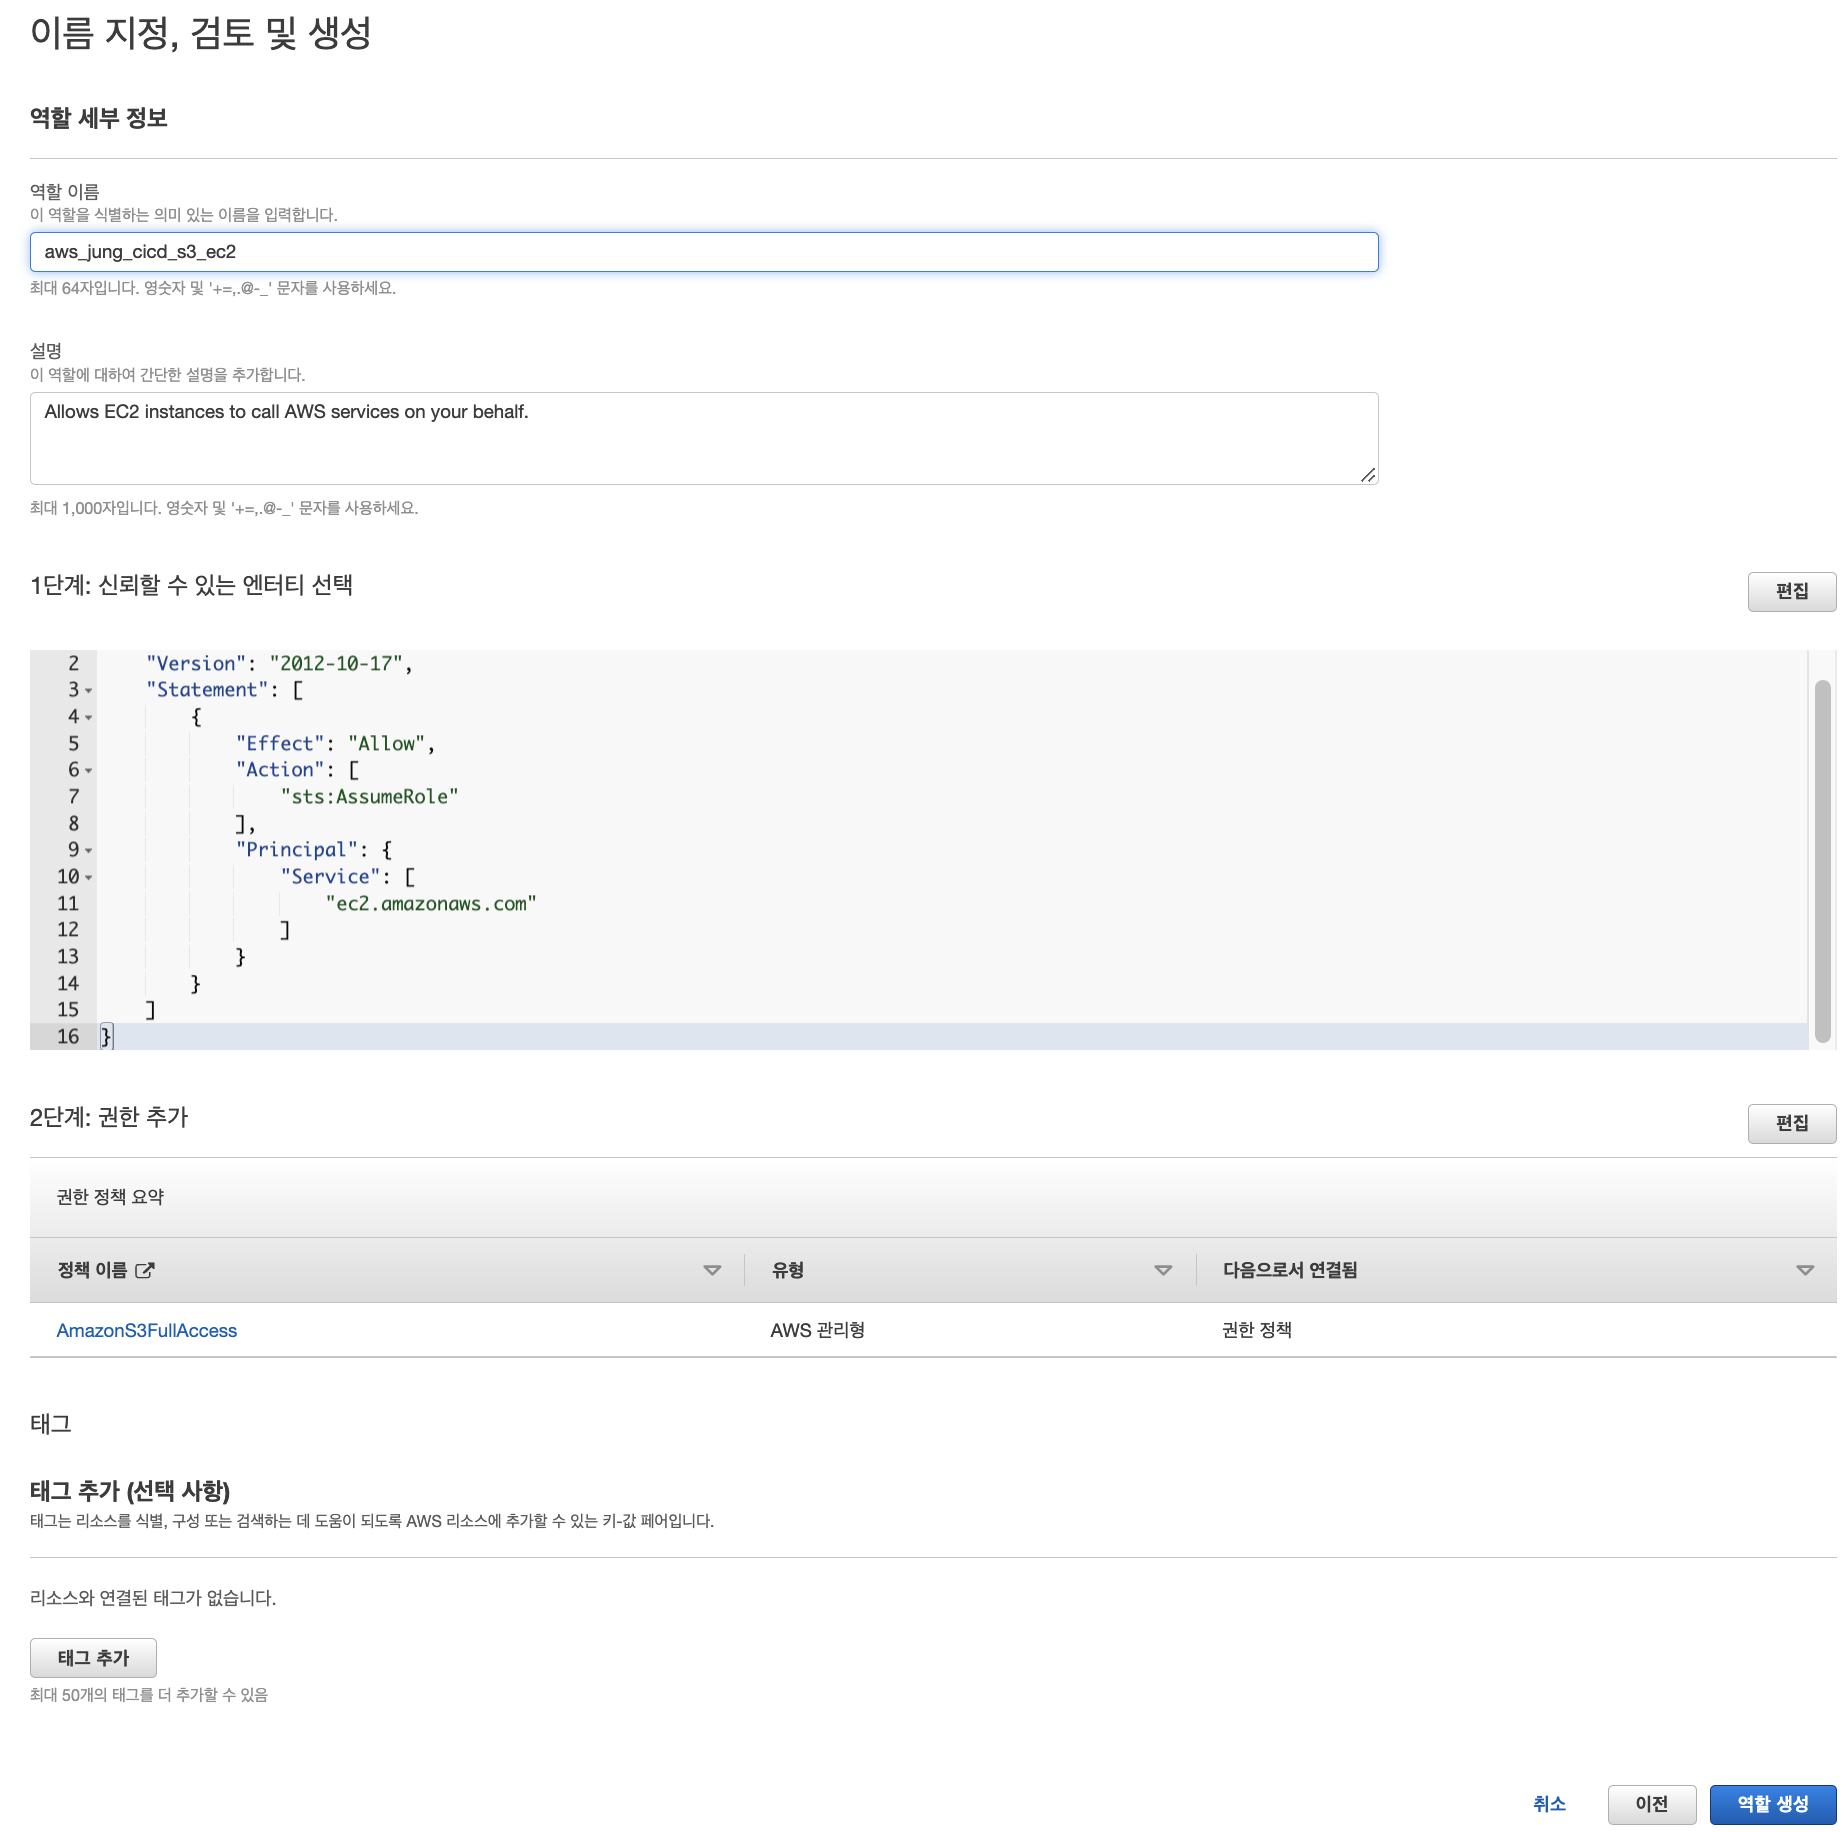 이름 지정, 검토 및 생성
역할 세부 정보
역할 이름
이 역할을 식별하는 의미 있는 이름을 입력합니다.
aws_jung_cicd_s3_ec2
최대 64자입니다. 영숫자 및 '+=,.@-_' 문자를 사용하세요.
설명
이 역할에 대하여 간단한 설명을 추가합니다.
Allows EC2 instances to call AWS services on your behalf.
최대 1,000자입니다. 영숫자 및 '+=,.@-_' 문자를 사용하세요.
1단계: 신뢰할 수 있는 엔터티 선택
편집
2 "Version": "2012-10-17",
3 "Statement": [
4 {
5 "Effect": "Allow",
6 "Action": [
7 "sts:AssumeRole"
8 ],
9 "Principal": {
10 "Service": [
11 "ec2.amazonaws.com"
12 ]
13 }
14 }
15 ]
16 }
2단계: 권한 추가
편집
권한 정책 요약
정책 이름 유형 다음으로서 연결됨
AmazonS3FullAccess AWS 관리형 권한 정책
태그
태그 추가 (선택 사항)
태그는 리소스를 식별, 구성 또는 검색하는 데 도움이 되도록 AWS 리소스에 추가할 수 있는 키-값 페어입니다.
리소스와 연결된 태그가 없습니다.
태그 추가
최대 50개의 태그를 더 추가할 수 있음
취소 이전 역할 생성